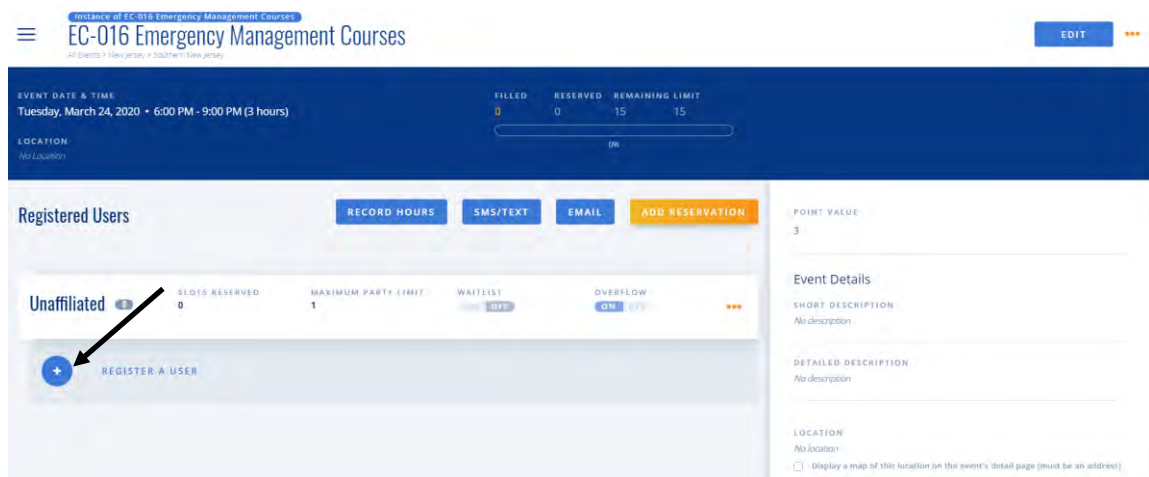 Instance of EC-016 Emergency Management Courses
EC-016 Emergency Management Courses
All Events > New Jersey > Southern New Jersey
EDIT
EVENT DATE & TIME
Tuesday, March 24, 2020 • 6:00 PM - 9:00 PM (3 hours)
LOCATION
No Location
FILLED RESERVED REMAINING LIMIT
0 0 15 15
0%
Registered Users
RECORD HOURS
SMS/TEXT
EMAIL
ADD RESERVATION
Unaffiliated 0
SLOTS RESERVED
0
MAXIMUM PARTY LIMIT
1
WAITLIST
OFF
OVERFLOW
ON
+ REGISTER A USER
POINT VALUE
3
Event Details
SHORT DESCRIPTION
No description
DETAILED DESCRIPTION
No description
LOCATION
No location
Display a map of this location on the event's detail page (must be an address)